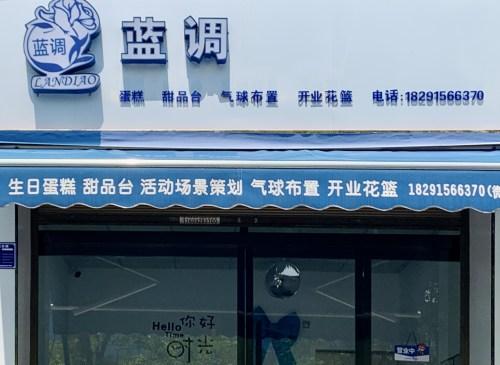 蓝调
LANDIAO
蓝调
蛋糕 甜品台 气球布置 开业花篮 电话:18291566370
生日蛋糕 甜品台 活动场景策划 气球布置 开业花篮 18291566370(微
Hello 你好
Time 时光
营业中